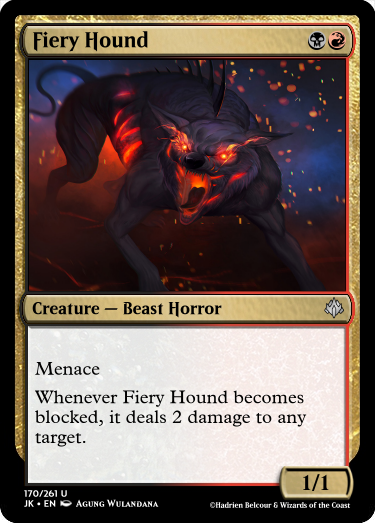 Fiery Hound
Creature — Beast Horror
Menace
Whenever Fiery Hound becomes
blocked, it deals 2 damage to any
target.
1/1
170/261 U
JK • EN Agung Wulandana
©Hadrien Belcour & Wizards of the Coast